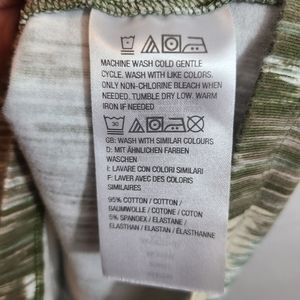 MACHINE WASH COLD GENTLE
CYCLE. WASH WITH LIKE COLORS.
ONLY NON-CHLORINE BLEACH WHEN
NEEDED. TUMBLE DRY LOW. WARM
IRON IF NEEDED
30
GB: WASH WITH SIMILAR COLOURS
D: MIT ÄHNLICHEN FARBEN
WASCHEN
I: LAVARE CON COLORI SIMILARI
F: LAVER AVEC DES COLORIS
SIMILAIRES
95% COTTON / COTTON /
BAUMWOLLE / COTONE / COTON
5% SPANDEX / ELASTANE /
ELASTHAN / ELASTAN / ÉLASTHANNE